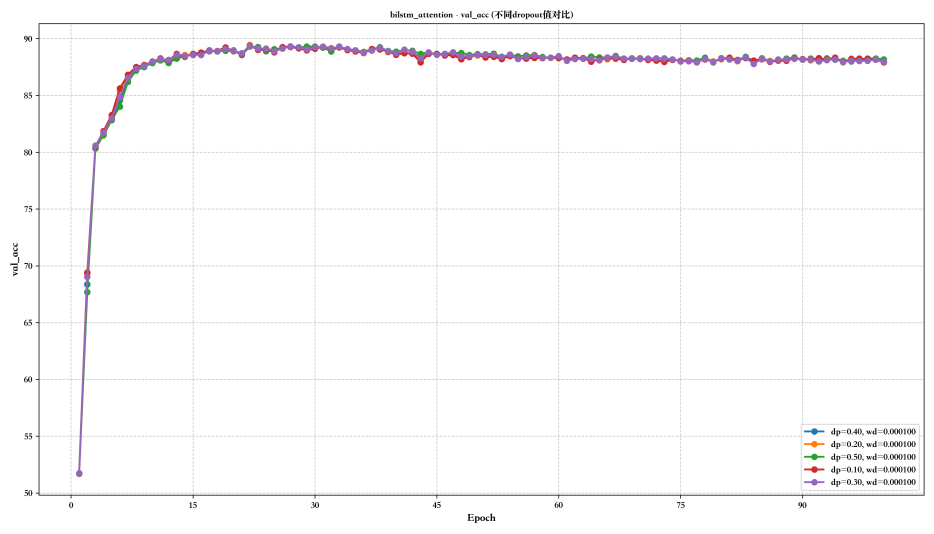 bilstm_attention - val_acc (不同dropout值对比)
90
85
80
75
70
65
60
55
50
val_acc
0
15
30
45
60
75
90
Epoch
dp=0.40, wd=0.000100
dp=0.20, wd=0.000100
dp=0.50, wd=0.000100
dp=0.10, wd=0.000100
dp=0.30, wd=0.000100